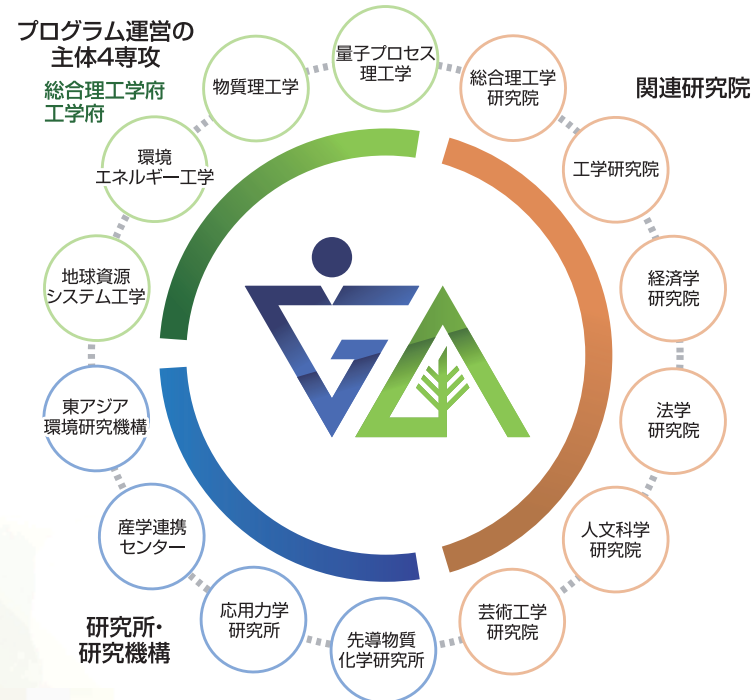 プログラム運営の
主体4専攻
総合理工学府
工学府
量子プロセス
理工学
物質理工学
環境
エネルギー工学
地球資源
システム工学
関連研究院
総合理工学
研究院
工学研究院
経済学
研究院
法学
研究院
人文科学
研究院
芸術工学
研究院
研究所・
研究機構
東アジア
環境研究機構
産学連携
センター
応用力学
研究所
先導物質
化学研究所